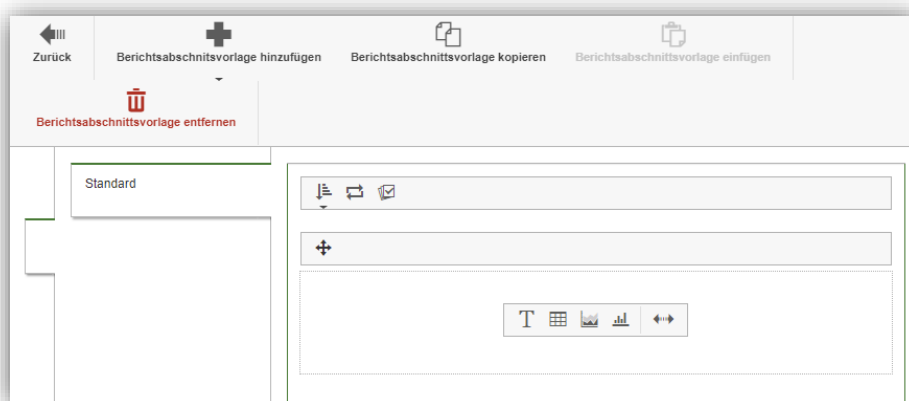 Zurück
Berichtsabschnitsvorlage hinzufügen
Berichtsabschnittsvorlage kopieren
Berichtsabschnittsvorlage einfügen
Berichtsabschnittsvorlage entfernen
Standard